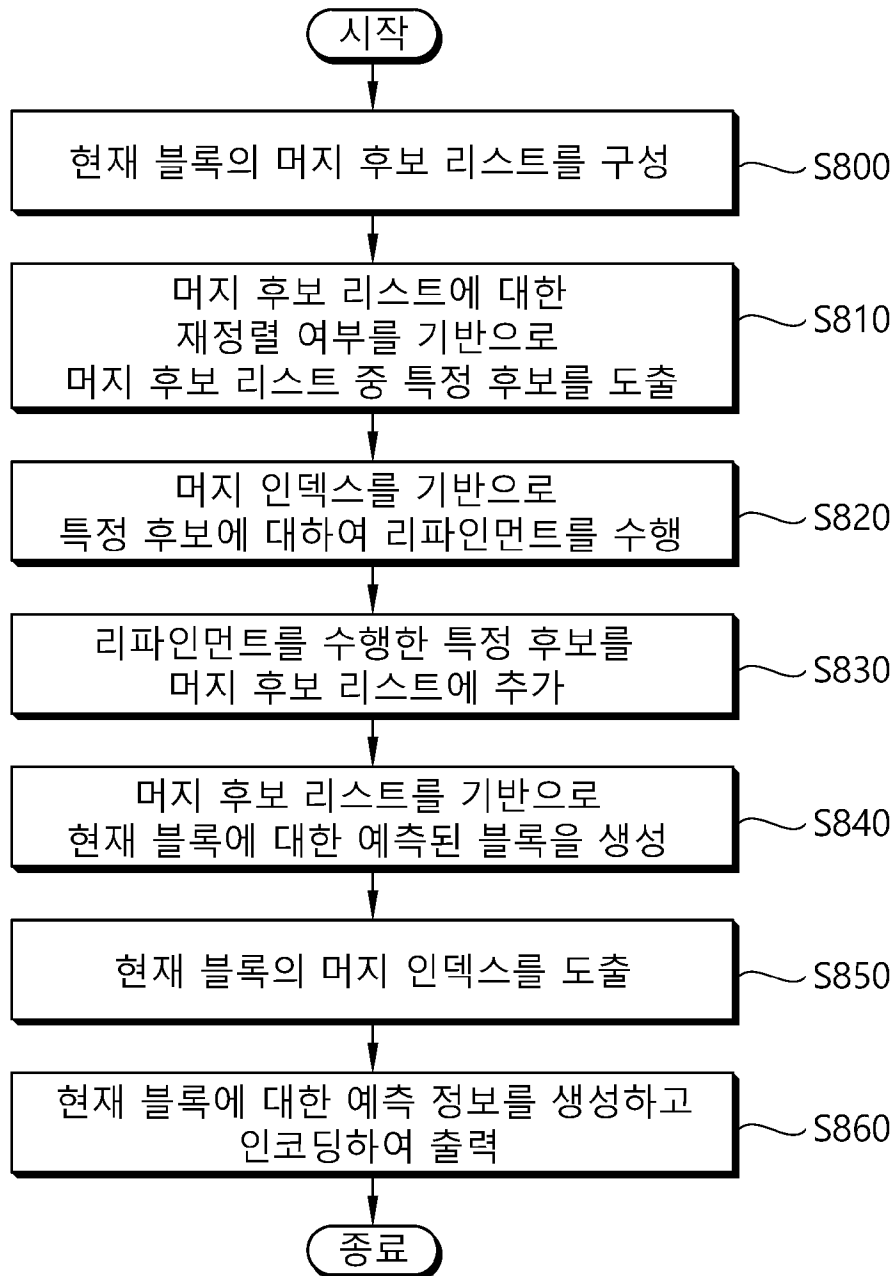 시작
현재 블록의 머지 후보 리스트를 구성
S800
머지 후보 리스트에 대한
재정렬 여부를 기반으로
머지 후보 리스트 중 특정 후보를 도출
S810
머지 인덱스를 기반으로
특정 후보에 대하여 리파인먼트를 수행
S820
리파인먼트를 수행한 특정 후보를
머지 후보 리스트에 추가
S830
머지 후보 리스트를 기반으로
현재 블록에 대한 예측된 블록을 생성
S840
현재 블록의 머지 인덱스를 도출
S850
현재 블록에 대한 예측 정보를 생성하고
인코딩하여 출력
S860
종료